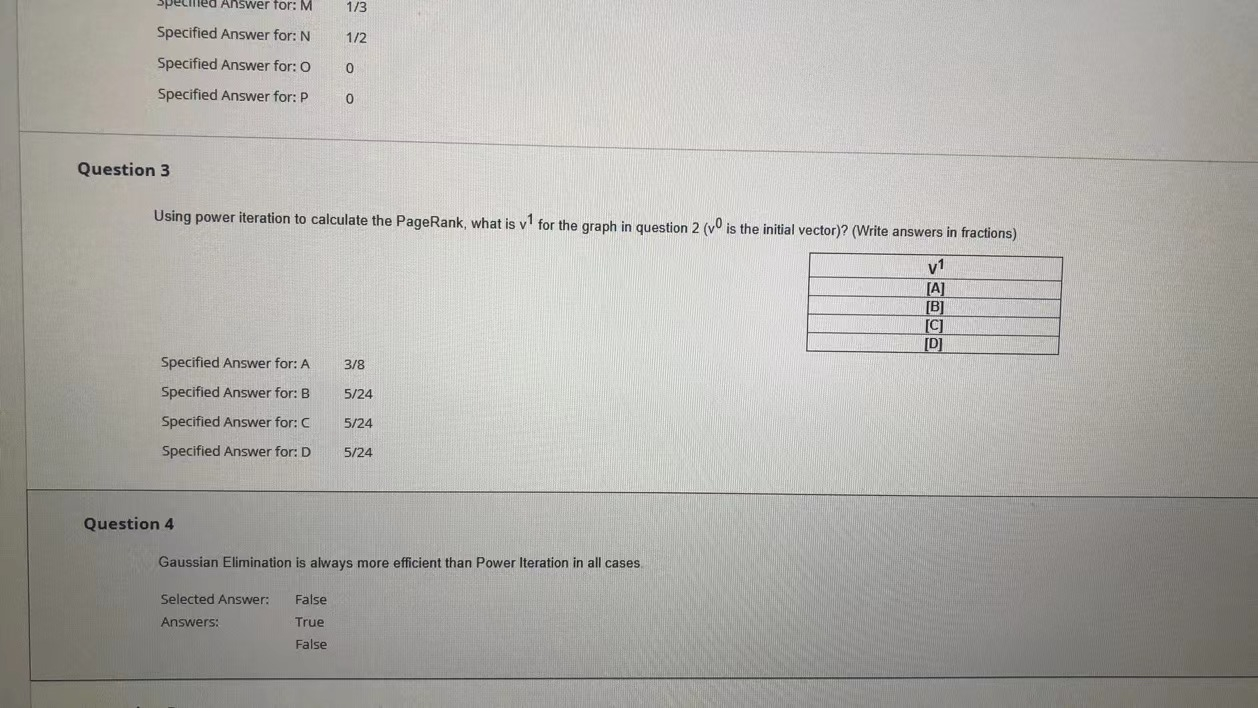 Specified Answer for: M 1/3
Specified Answer for: N 1/2
Specified Answer for: O 0
Specified Answer for: P 0
Question 3
Using power iteration to calculate the PageRank, what is v¹ for the graph in question 2 (v⁰ is the initial vector)? (Write answers in fractions)
v¹
[A]
[B]
[C]
[D]
Specified Answer for: A 3/8
Specified Answer for: B 5/24
Specified Answer for: C 5/24
Specified Answer for: D 5/24
Question 4
Gaussian Elimination is always more efficient than Power Iteration in all cases.
Selected Answer: False
Answers: True
False